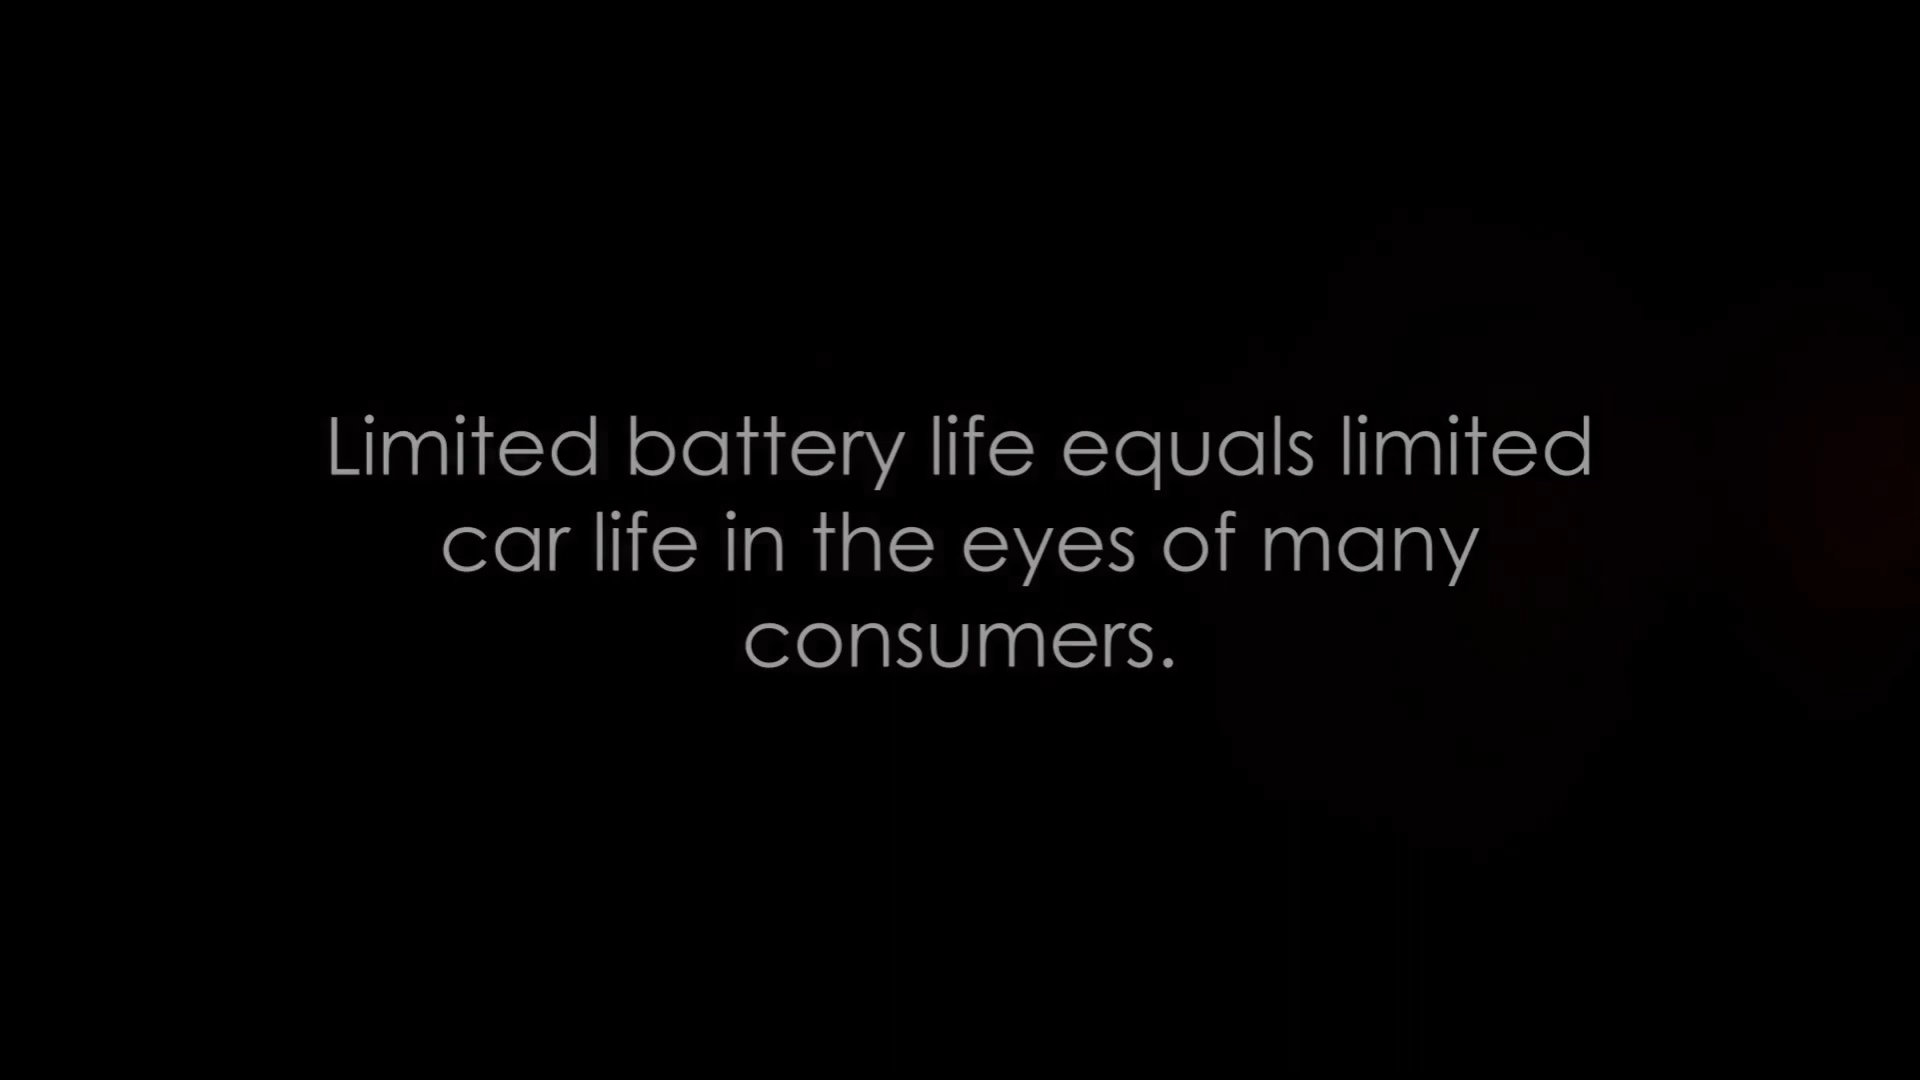 Limited battery life equals limited
car life in the eyes of many
consumers.